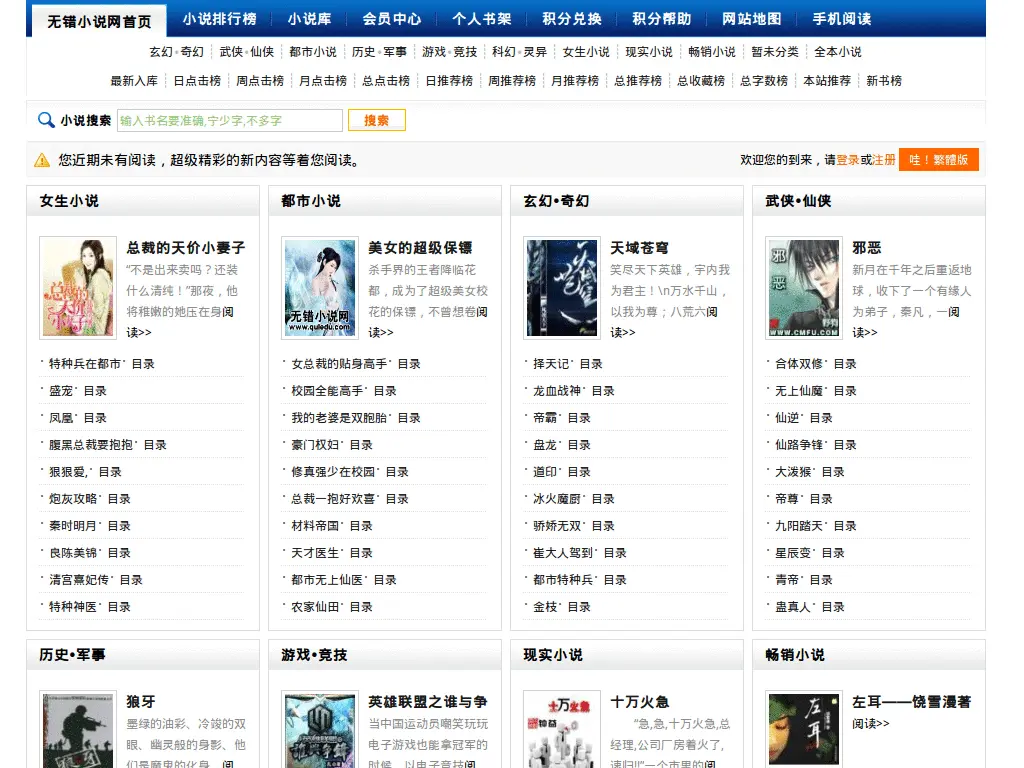 无错小说网首页 小说排行榜 小说库 会员中心 个人书架 积分兑换 积分帮助 网站地图 手机阅读
玄幻·奇幻 武侠·仙侠 都市小说 历史·军事 游戏·竞技 科幻·灵异 女生小说 现实小说 畅销小说 暂未分类 全本小说
最新入库 日点击榜 周点击榜 月点击榜 总点击榜 日推荐榜 周推荐榜 月推荐榜 总推荐榜 总收藏榜 总字数榜 本站推荐 新书榜
小说搜索 输入书名要准确,宁少字,不多字 搜索
您近期未有阅读，超级精彩的新内容等着您阅读。 欢迎您的到来，请登录或注册 哇！繁體版
女生小说 都市小说 玄幻•奇幻 武侠•仙侠
总裁的天价小妻子
“不是出来卖吗？还装
什么清纯！”那夜，他
将稚嫩的她压在身阅
读>>
美女的超级保镖
杀手界的王者降临花
都，成为了超级美女校
花的保镖，不曾想卷阅
读>>
无错小说网
www.quledu.com
天域苍穹
笑尽天下英雄，宇内我
为君主！\n万水千山，
以我为尊；八荒六阅
读>>
邪恶
新月在千年之后重返地
球，收下了一个有缘人
为弟子，秦凡，一阅
读>>
邪恶
WWW.CMFU.COM
· 特种兵在都市· 目录 · 女总裁的贴身高手· 目录 · 择天记· 目录 · 合体双修· 目录
· 盛宠· 目录 · 校园全能高手· 目录 · 龙血战神· 目录 · 无上仙魔· 目录
· 凤凰· 目录 · 我的老婆是双胞胎· 目录 · 帝霸· 目录 · 仙逆· 目录
· 腹黑总裁要抱抱· 目录 · 豪门权妇· 目录 · 盘龙· 目录 · 仙路争锋· 目录
· 狠狠爱,· 目录 · 修真强少在校园· 目录 · 道印· 目录 · 大泼猴· 目录
· 炮灰攻略· 目录 · 总裁一抱好欢喜· 目录 · 冰火魔厨· 目录 · 帝尊· 目录
· 秦时明月· 目录 · 材料帝国· 目录 · 骄娇无双· 目录 · 九阳踏天· 目录
· 良陈美锦· 目录 · 天才医生· 目录 · 崔大人驾到· 目录 · 星辰变· 目录
· 清宫熹妃传· 目录 · 都市无上仙医· 目录 · 都市特种兵· 目录 · 青帝· 目录
· 特种神医· 目录 · 农家仙田· 目录 · 金枝· 目录 · 蛊真人· 目录
历史•军事 游戏•竞技 现实小说 畅销小说
狼牙
墨绿的油彩、冷竣的双
眼、幽灵般的身影、他
们是魔鬼的化身，阅
英雄联盟之谁与争
当中国运动员嘲笑玩玩
电子游戏也能拿冠军的
时候，以电子竞技阅
十万火急
“急,急,十万火急,总
经理,公司厂房着火了,
速归!!”一个市里的阅
十万火急
左耳——饶雪漫著
阅读>>
左耳